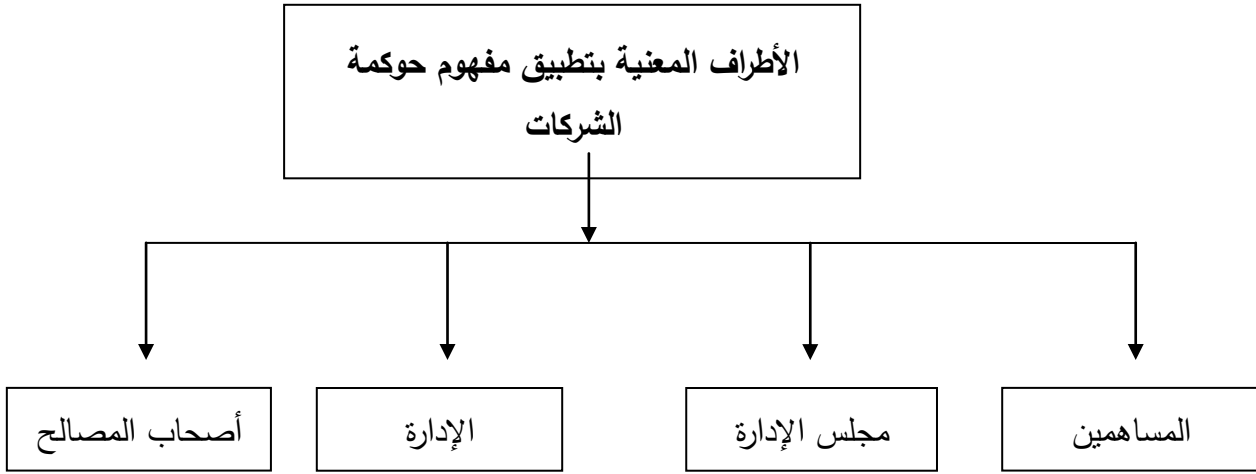 الأطراف المعنية بتطبيق مفهوم حوكمة
الشركات
المساهمين
مجلس الإدارة
الإدارة
أصحاب المصالح